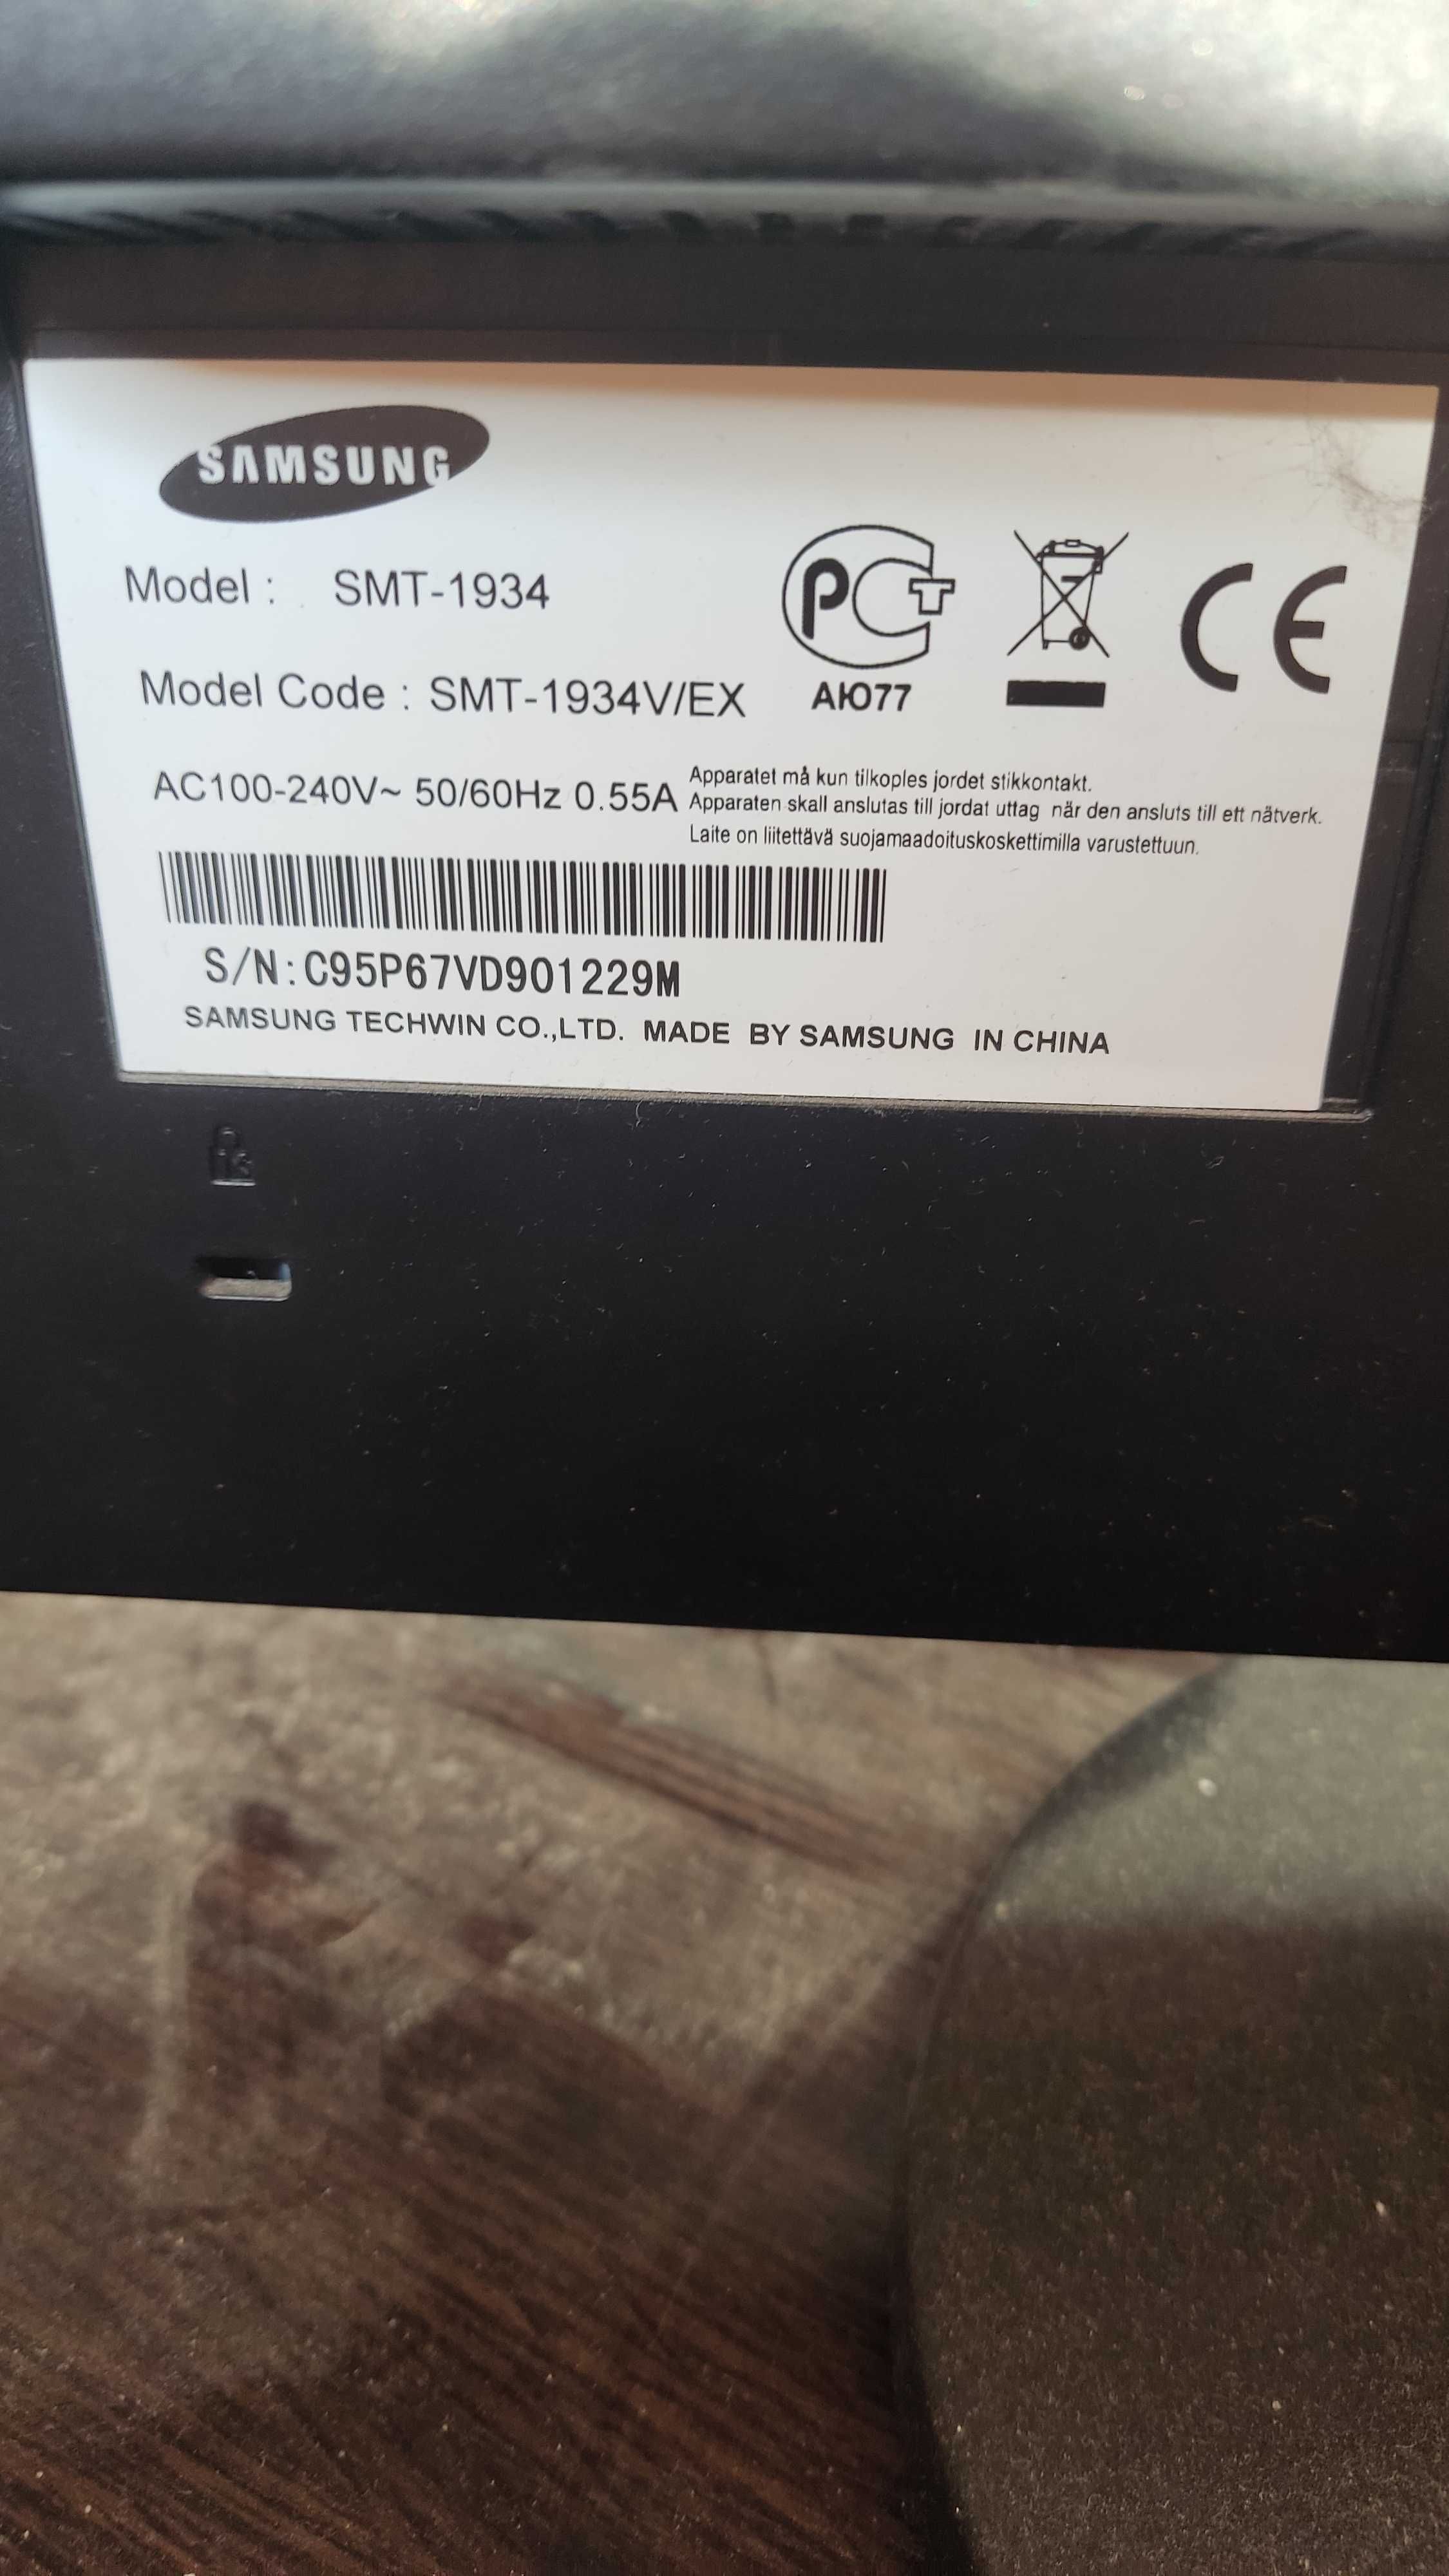 SAMSUNG
Model : SMT-1934
Model Code : SMT-1934V/EX
РСТ
АЮ77
CE
AC100-240V~ 50/60Hz 0.55A
Apparatet må kun tilkoples jordet stikkontakt.
Apparaten skall anslutas till jordat uttag när den ansluts till ett nätverk.
Laite on liitettävä suojamaadoituskoskettimilla varustettuun.
S/N:C95P67VD901229M
SAMSUNG TECHWIN CO.,LTD. MADE BY SAMSUNG IN CHINA